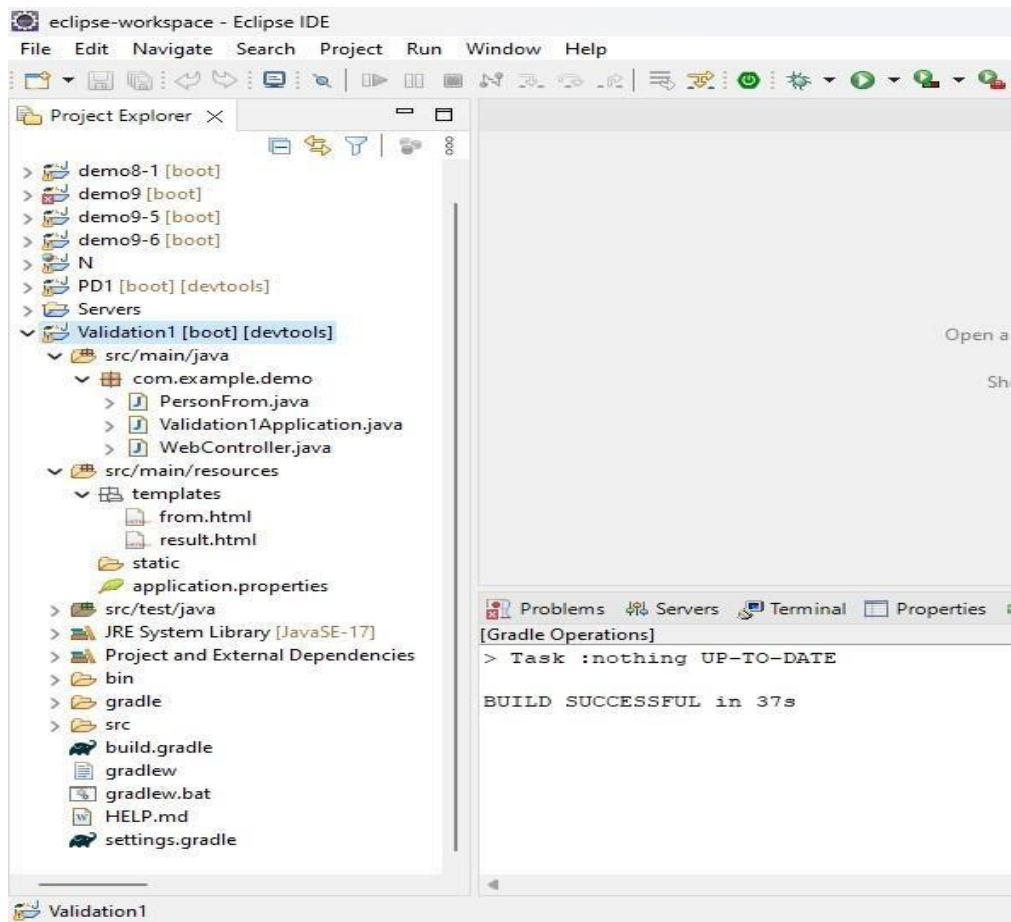 eclipse-workspace - Eclipse IDE
File Edit Navigate Search Project Run Window Help
Project Explorer
demo8-1 [boot]
demo9 [boot]
demo9-5 [boot]
demo9-6 [boot]
N
PD1 [boot] [devtools]
Servers
Validation1 [boot] [devtools]
src/main/java
com.example.demo
PersonFrom.java
Validation1Application.java
WebController.java
src/main/resources
templates
from.html
result.html
static
application.properties
src/test/java
JRE System Library [JavaSE-17]
Project and External Dependencies
bin
gradle
src
build.gradle
gradlew
gradlew.bat
HELP.md
settings.gradle
Open a
Sh
Problems Servers Terminal Properties
[Gradle Operations]
> Task :nothing UP-TO-DATE
BUILD SUCCESSFUL in 37s
Validation1